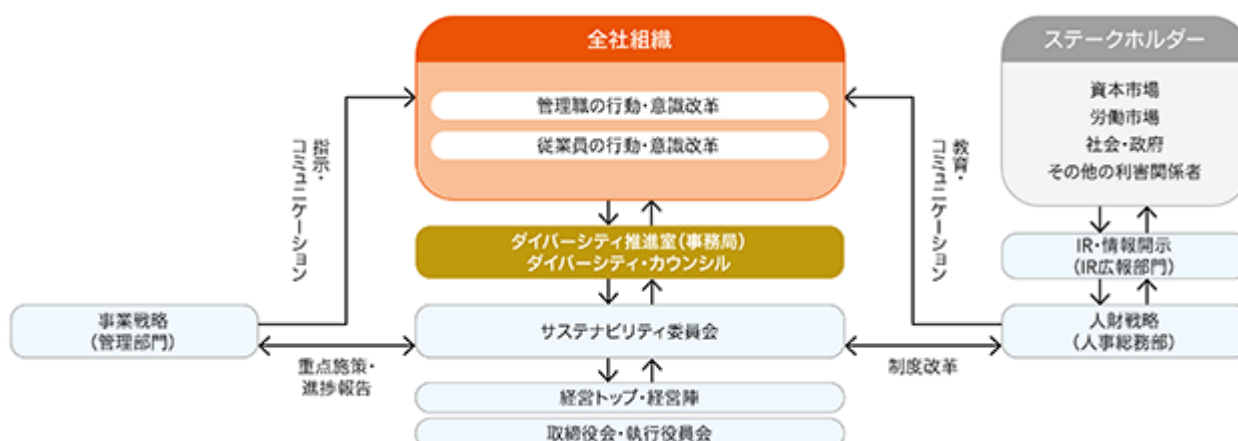 全社組織
管理職の行動・意識改革
従業員の行動・意識改革
ステークホルダー
資本市場
労働市場
社会・政府
その他の利害関係者
指示・
コミュニケーション
教育・
コミュニケーション
ダイバーシティ推進室(事務局)
ダイバーシティ・カウンシル
IR・情報開示
(IR広報部門)
事業戦略
(管理部門)
サステナビリティ委員会
人財戦略
(人事総務部)
重点施策・
進捗報告
制度改革
経営トップ・経営陣
取締役会・執行役員会